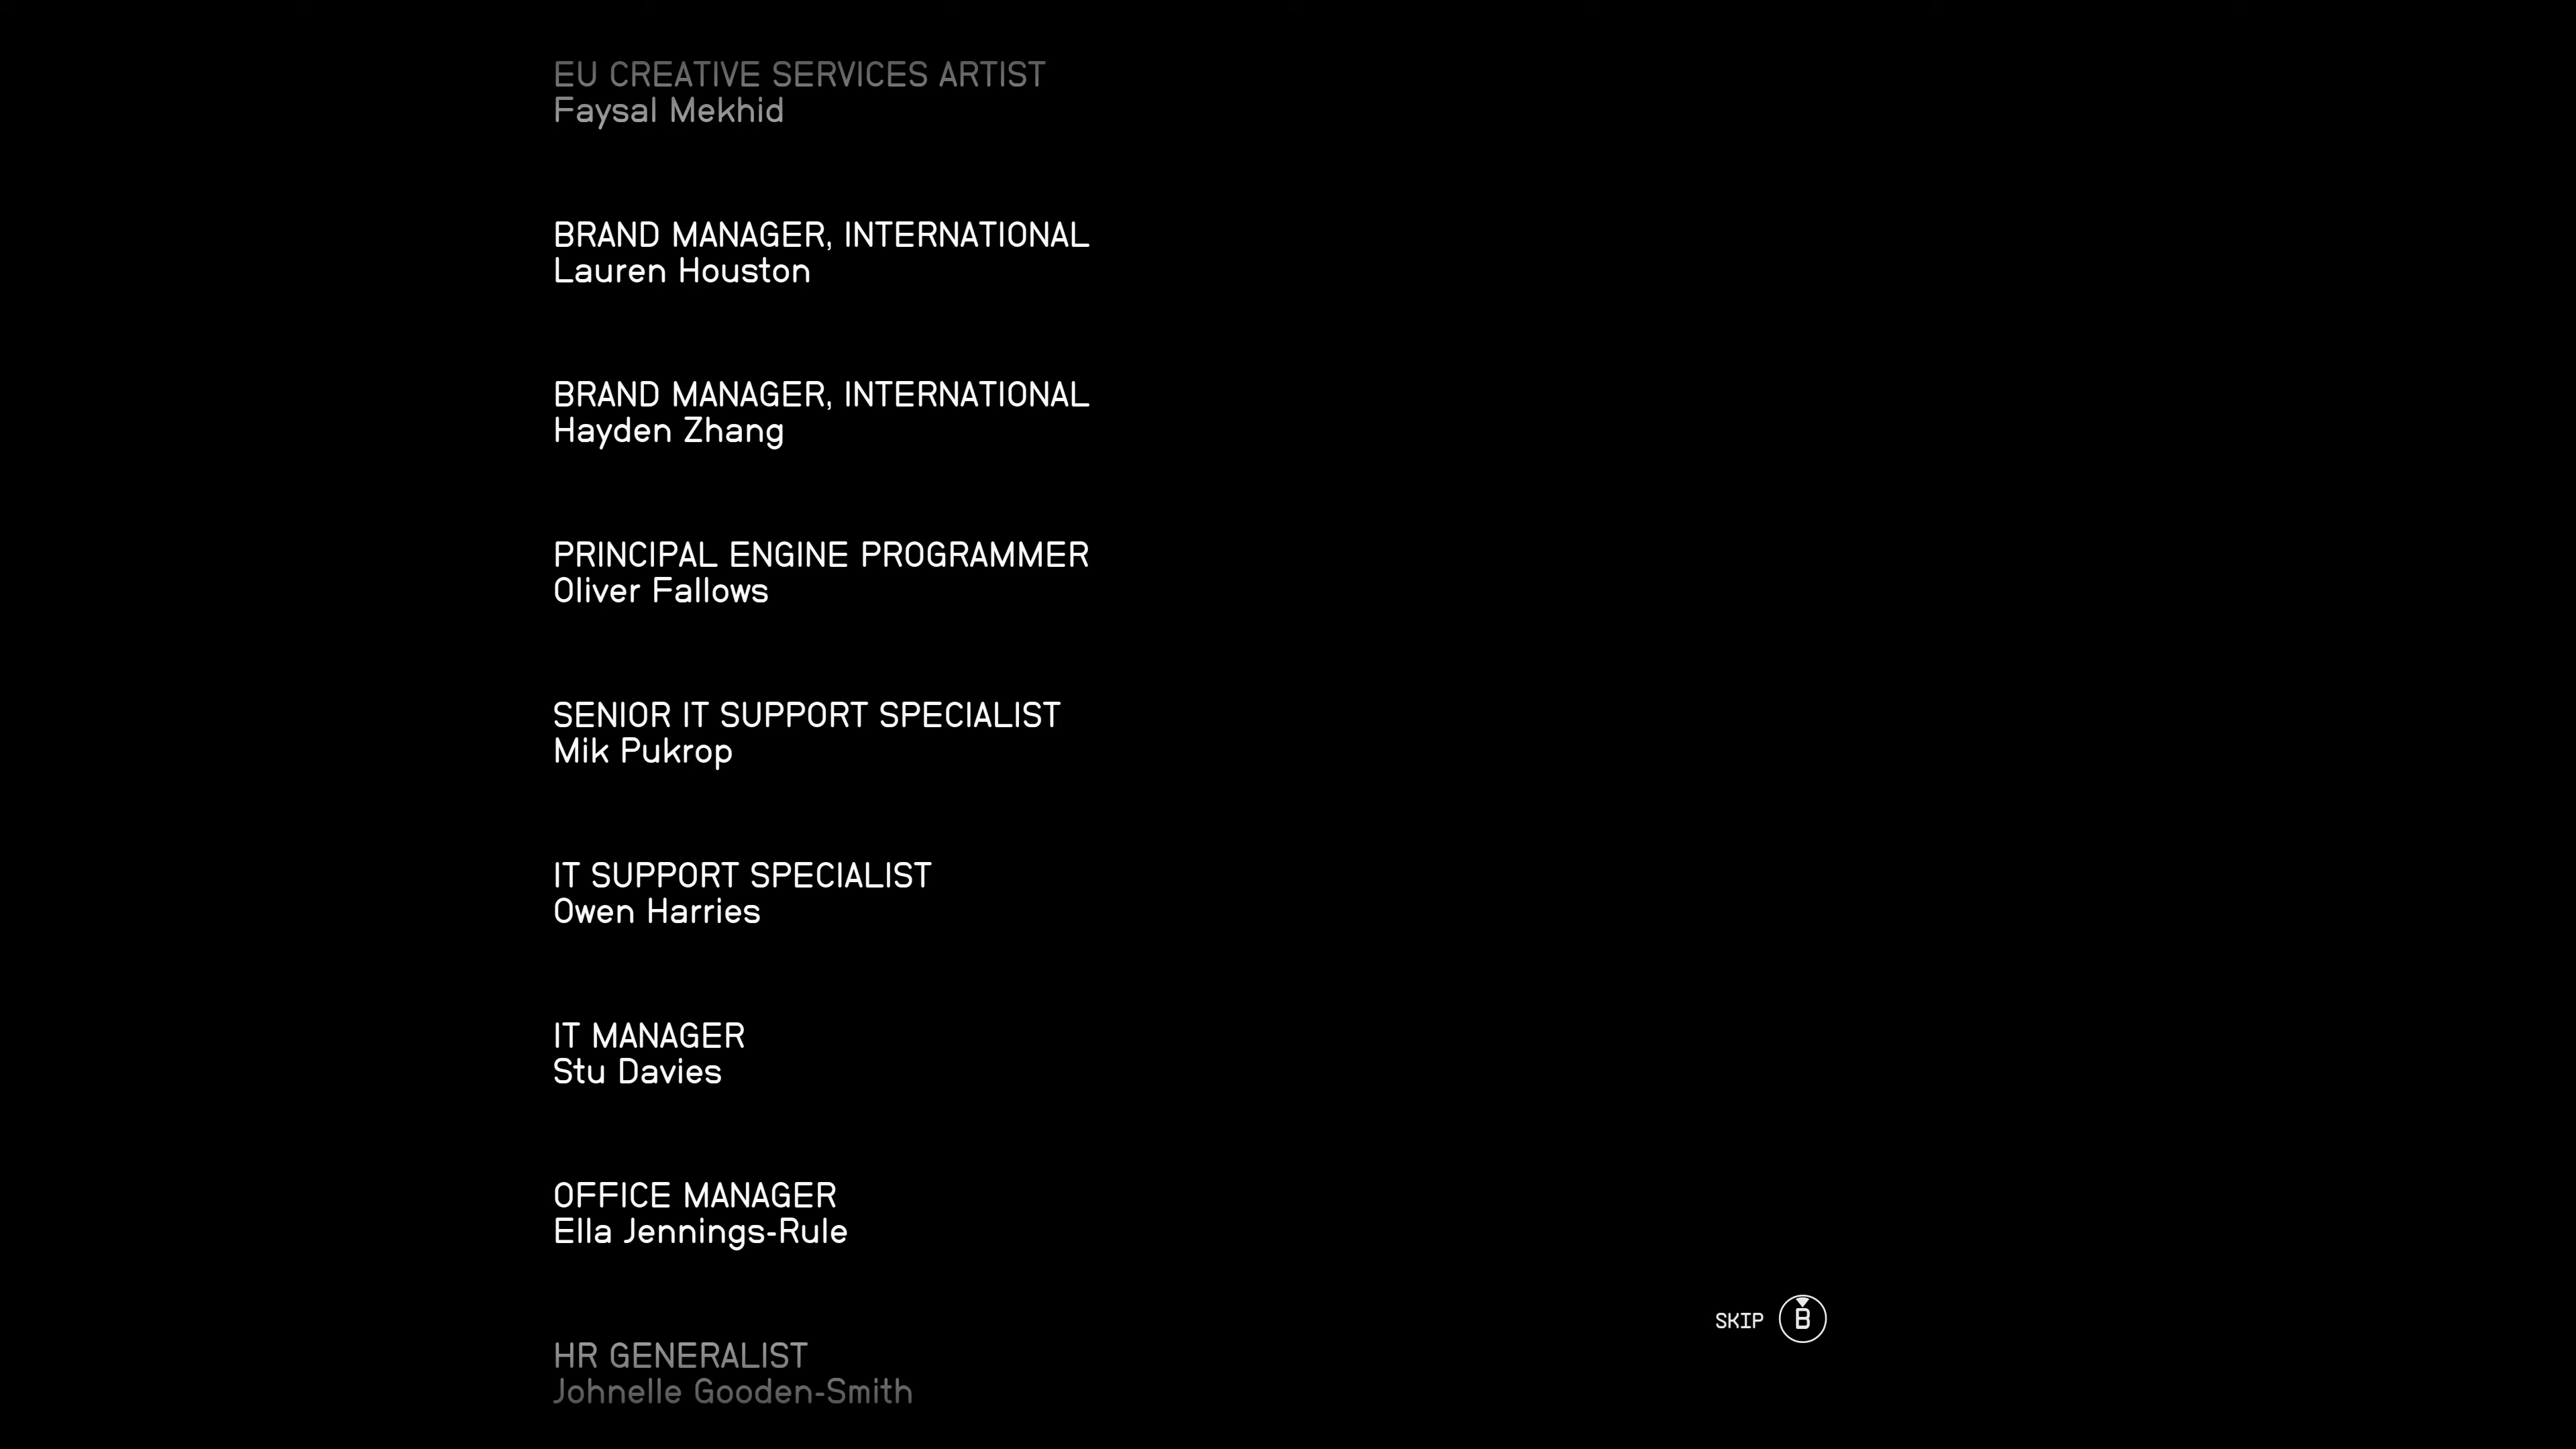 EU CREATIVE SERVICES ARTIST
Faysal Mekhid
BRAND MANAGER, INTERNATIONAL
Lauren Houston
BRAND MANAGER, INTERNATIONAL
Hayden Zhang
PRINCIPAL ENGINE PROGRAMMER
Oliver Fallows
SENIOR IT SUPPORT SPECIALIST
Mik Pukrop
IT SUPPORT SPECIALIST
Owen Harries
IT MANAGER
Stu Davies
OFFICE MANAGER
Ella Jennings-Rule
SKIP B
HR GENERALIST
Johnelle Gooden-Smith